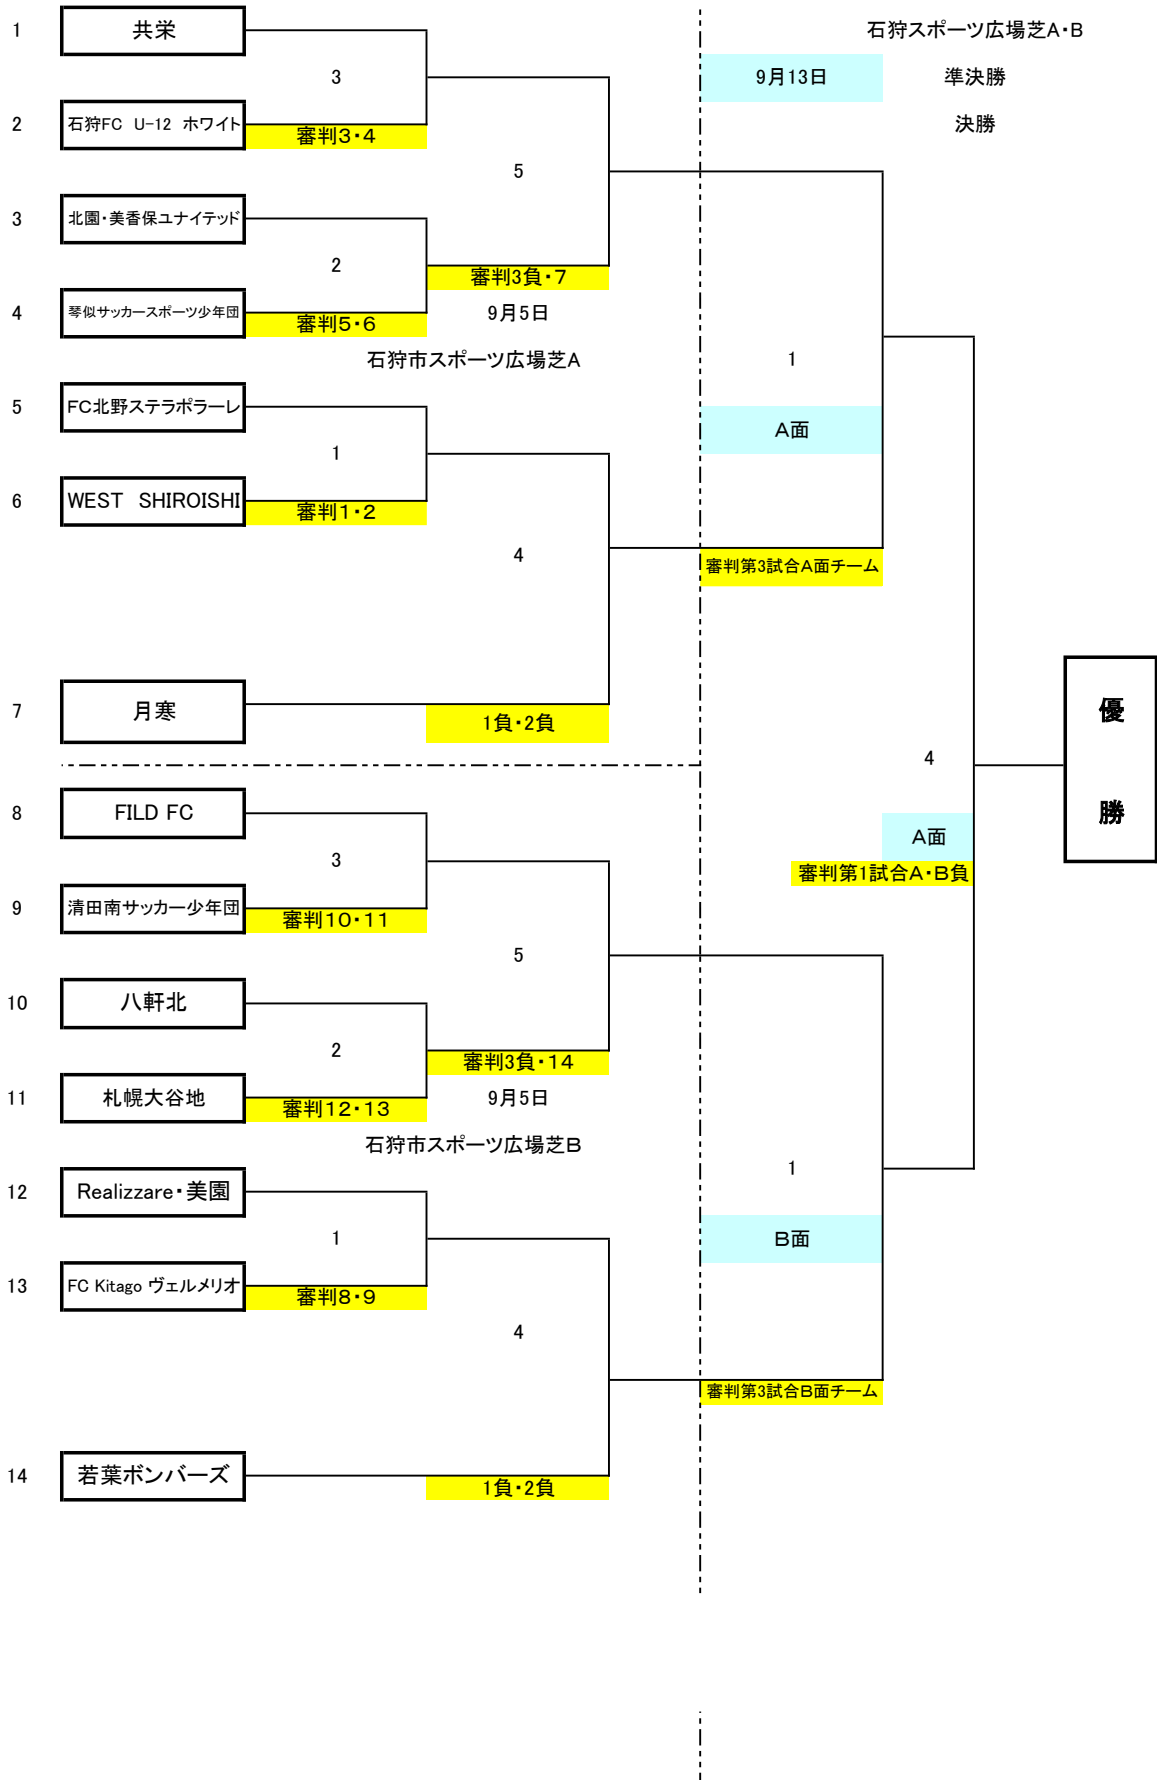 石狩スポーツ広場芝A・B
1
共栄
3
9月13日
準決勝
2
石狩FC U-12 ホワイト
審判3・4
決勝
5
3
北園・美香保ユナイテッド
2
審判3負・7
4
琴似サッカースポーツ少年団
審判5・6
9月5日
石狩市スポーツ広場芝A
1
5
FC北野ステラポラーレ
A面
1
6
WEST SHIROISHI
審判1・2
4
審判第3試合A面チーム
7
月寒
1負・2負
優
勝
4
8
FILD FC
A面
3
審判第1試合A・B負
9
清田南サッカー少年団
審判10・11
5
10
八軒北
2
審判3負・14
11
札幌大谷地
審判12・13
9月5日
石狩市スポーツ広場芝B
1
12
Realizzare・美園
B面
1
13
FC Kitago ヴェルメリオ
審判8・9
4
審判第3試合B面チーム
14
若葉ボンバーズ
1負・2負